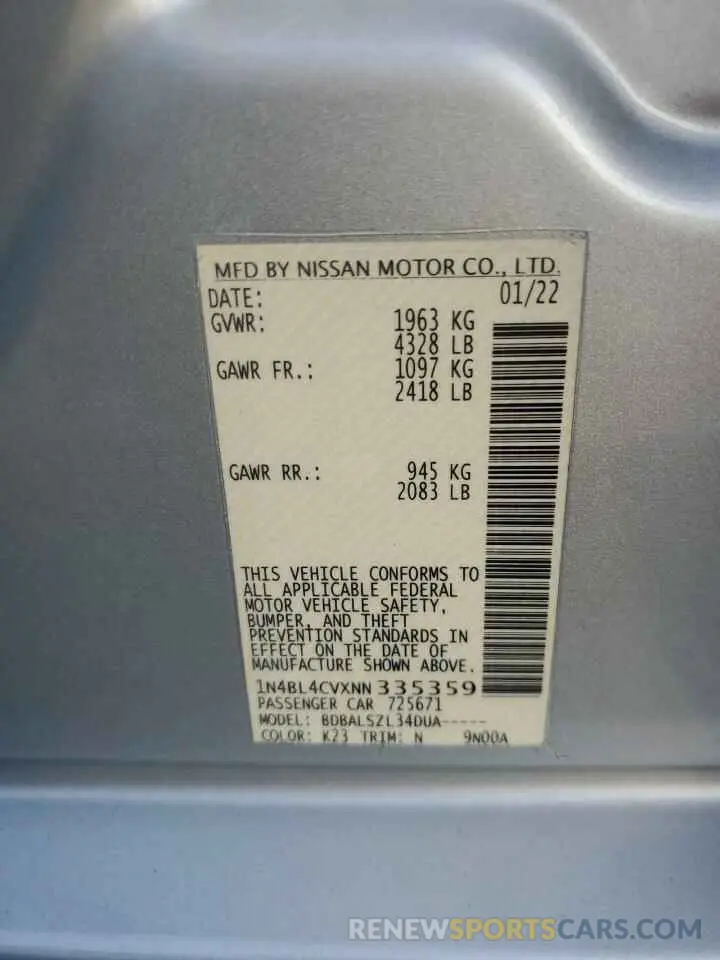 MFD BY NISSAN MOTOR CO., LTD.
DATE: 01/22
GVWR: 1963 KG
4328 LB
GAWR FR.: 1097 KG
2418 LB
GAWR RR.: 945 KG
2083 LB
THIS VEHICLE CONFORMS TO
ALL APPLICABLE FEDERAL
MOTOR VEHICLE SAFETY,
BUMPER, AND THEFT
PREVENTION STANDARDS IN
EFFECT ON THE DATE OF
MANUFACTURE SHOWN ABOVE.
1N4BL4CVXNN335359
PASSENGER CAR 725671
MODEL: BDBALSZL34DUA-----
COLOR: K23 TRIM: N 9N00A
RENEWSPORTSCARS.COM